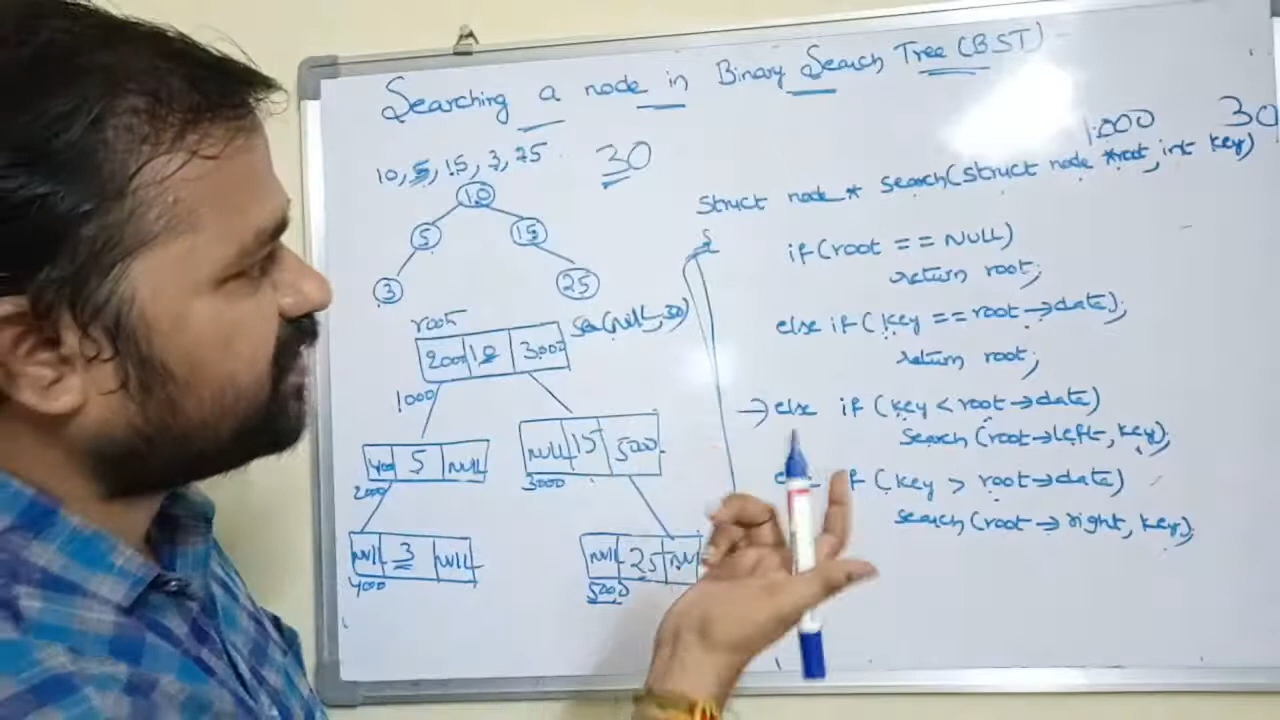 Searching a node in Binary Search Tree (BST)
10, 5, 15, 3, 25
30
10
5
15
3
25
root
200 10 3000
1000
sea(null, 30)
400 5 NULL
2000
NULL 15 5000
3000
NULL 3 NULL
4000
NULL 25
5000
1000 30
struct node * search(struct node *root, int key)
{
if (root == NULL)
return root;
else if (key == root→data);
return root;
→ else if (key < root→data)
search (root→left, key);
if (key > root→data)
search (root→right, key);